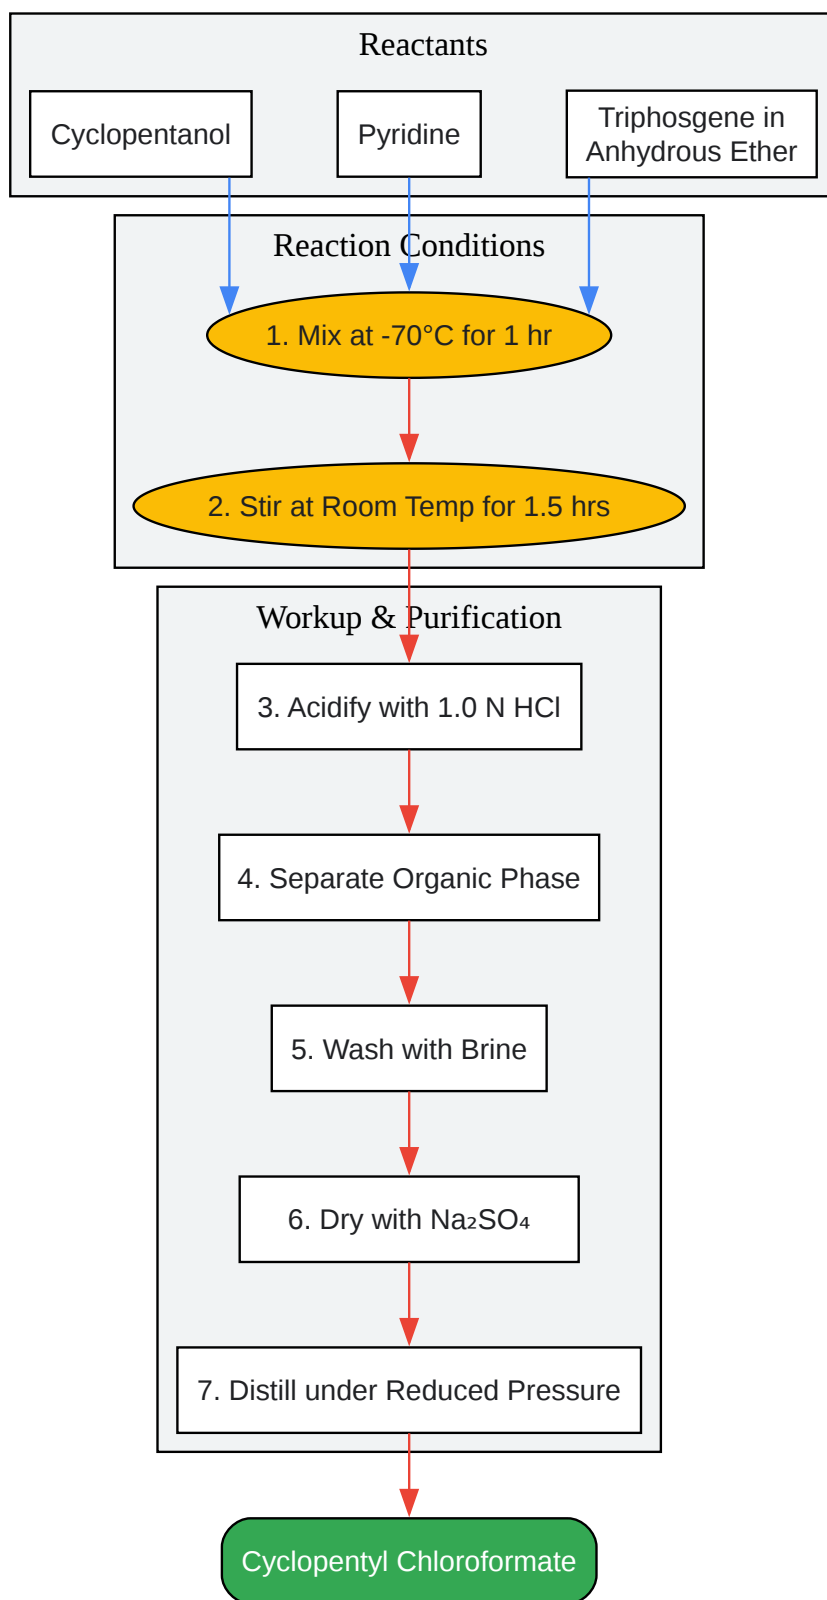 Reactants
Cyclopentanol
Pyridine
Triphosgene in
Anhydrous Ether
Reaction Conditions
1. Mix at -70°C for 1 hr
2. Stir at Room Temp for 1.5 hrs
Workup & Purification
3. Acidify with 1.0 N HCl
4. Separate Organic Phase
5. Wash with Brine
6. Dry with Na₂SO₄
7. Distill under Reduced Pressure
Cyclopentyl Chloroformate